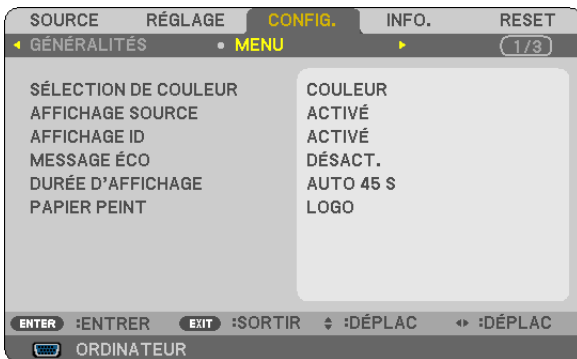 SOURCE RÉGLAGE CONFIG. INFO. RESET
GÉNÉRALITÉS MENU 1/3
SÉLECTION DE COULEUR COULEUR
AFFICHAGE SOURCE ACTIVÉ
AFFICHAGE ID ACTIVÉ
MESSAGE ÉCO DÉSACT.
DURÉE D'AFFICHAGE AUTO 45 S
PAPIER PEINT LOGO
ENTER :ENTRER EXIT :SORTIR :DÉPLAC :DÉPLAC
ORDINATEUR